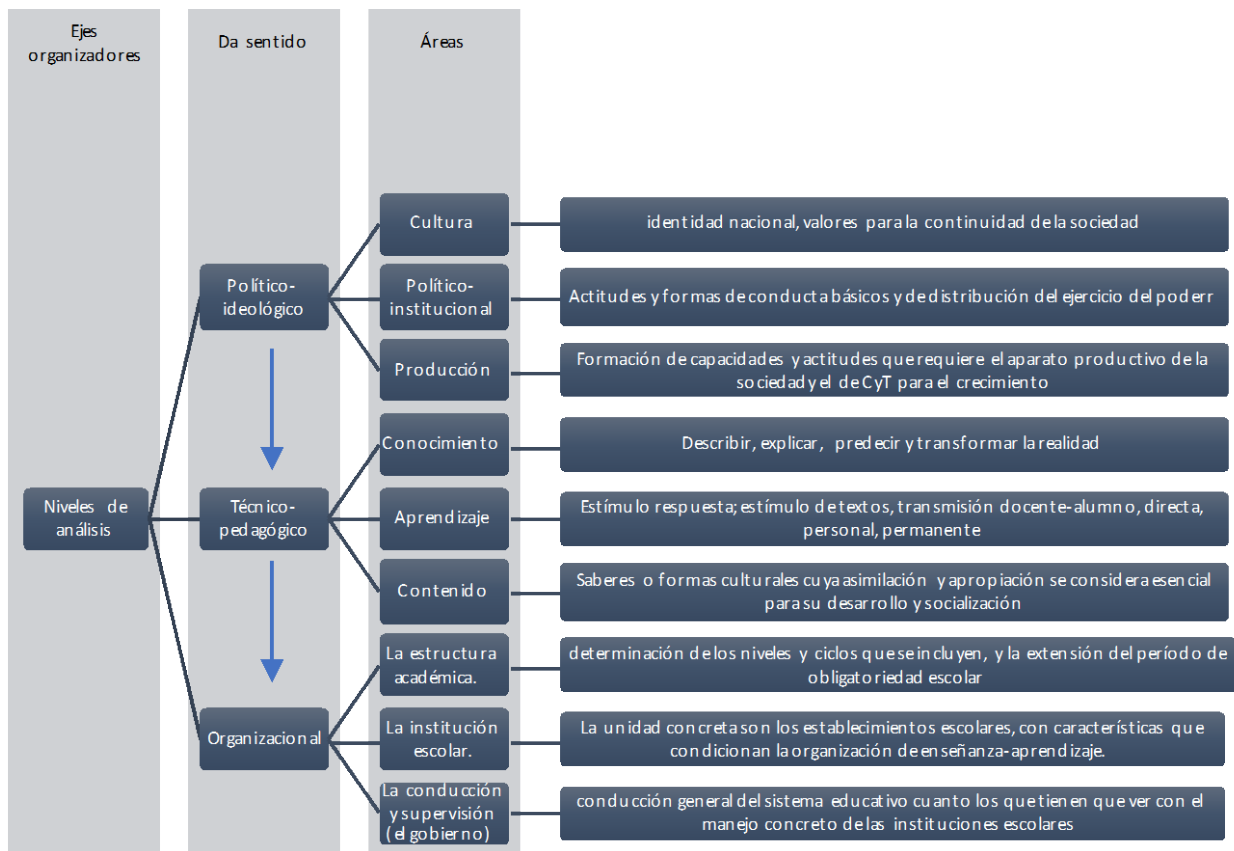 Ejes
organizadores
Da sentido
Áreas
Cultura
identidad nacional, valores para la continuidad de la sociedad
Político-
ideológico
Político-
institucional
Actitudes y formas de conducta básicos y de distribución del ejercicio del poderr
Producción
Formación de capacidades y actitudes que requiere el aparato productivo de la
sociedad y el de CyT para el crecimiento
Conocimiento
Describir, explicar, predecir y transformar la realidad
Niveles de
análisis
Técnico-
pedagógico
Aprendizaje
Estímulo respuesta; estímulo de textos, transmisión docente-alumno, directa,
personal, permanente
Contenido
Saberes o formas culturales cuya asimilación y apropiación se considera esencial
para su desarrollo y socialización
La estructura
académica.
determinación de los niveles y ciclos que se incluyen, y la extensión del período de
obligatoriedad escolar
Organizacional
La institución
escolar.
La unidad concreta son los establecimientos escolares, con características que
condicionan la organización de enseñanza-aprendizaje.
La conducción
y supervisión
(el gobierno)
conducción general del sistema educativo cuanto los que tienen que ver con el
manejo concreto de las instituciones escolares